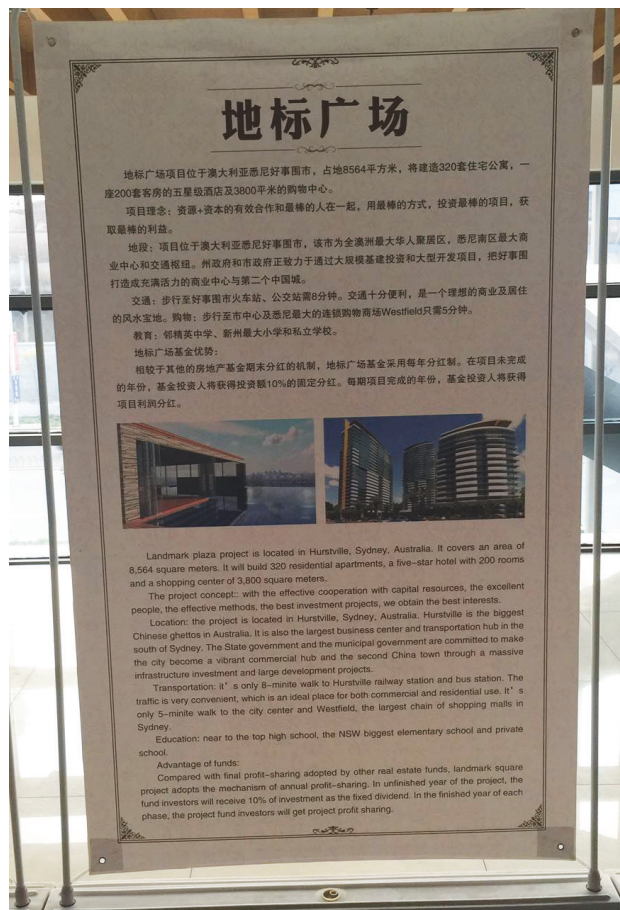 地标广场
地标广场项目位于澳大利亚悉尼好事围市，占地8564平方米，将建造320套住宅公寓，一
座200套客房的五星级酒店及3800平米的购物中心。
项目理念：资源+资本的有效合作和最棒的人在一起，用最棒的方式，投资最棒的项目，获
取最棒的利益。
地段：项目位于澳大利亚悉尼好事围市，该市为全澳洲最大华人聚居区，悉尼南区最大商
业中心和交通枢纽。州政府和市政府正致力于通过大规模基建投资和大型开发项目，把好事围
打造成充满活力的商业中心与第二个中国城。
交通：步行至好事围市火车站、公交站需8分钟。交通十分便利，是一个理想的商业及居住
的风水宝地。购物：步行至市中心及悉尼最大的连锁购物商场Westfield只需5分钟。
教育：邻精英中学、新州最大小学和私立学校。
地标广场基金优势：
相较于其他的房地产基金期末分红的机制，地标广场基金采用每年分红制。在项目未完成
的年份，基金投资人将获得投资额10%的固定分红。每期项目完成的年份，基金投资人将获得
项目利润分红。
Landmark plaza project is located in Hurstville, Sydney, Australia. It covers an area of
8,564 square meters. It will build 320 residential apartments, a five-star hotel with 200 rooms
and a shopping center of 3,800 square meters.
The project concept:: with the effective cooperation with capital resources, the excellent
people, the effective methods, the best investment projects, we obtain the best interests.
Location: the project is located in Hurstville, Sydney, Australia. Hurstville is the biggest
Chinese ghettos in Australia. It is also the largest business center and transportation hub in the
south of Sydney. The State government and the municipal government are committed to make
the city become a vibrant commercial hub and the second China town through a massive
infrastructure investment and large development projects.
Transportation: it's only 8-minite walk to Hurstville railway station and bus station. The
traffic is very convenient, which is an ideal place for both commercial and residential use. It's
only 5-minite walk to the city center and Westfield, the largest chain of shopping malls in
Sydney.
Education: near to the top high school, the NSW biggest elementary school and private
school.
Advantage of funds:
Compared with final profit-sharing adopted by other real estate funds, landmark square
project adopts the mechanism of annual profit-sharing. In unfinished year of the project, the
fund investors will receive 10% of investment as the fixed dividend. In the finished year of each
phase, the project fund investors will get project profit sharing.